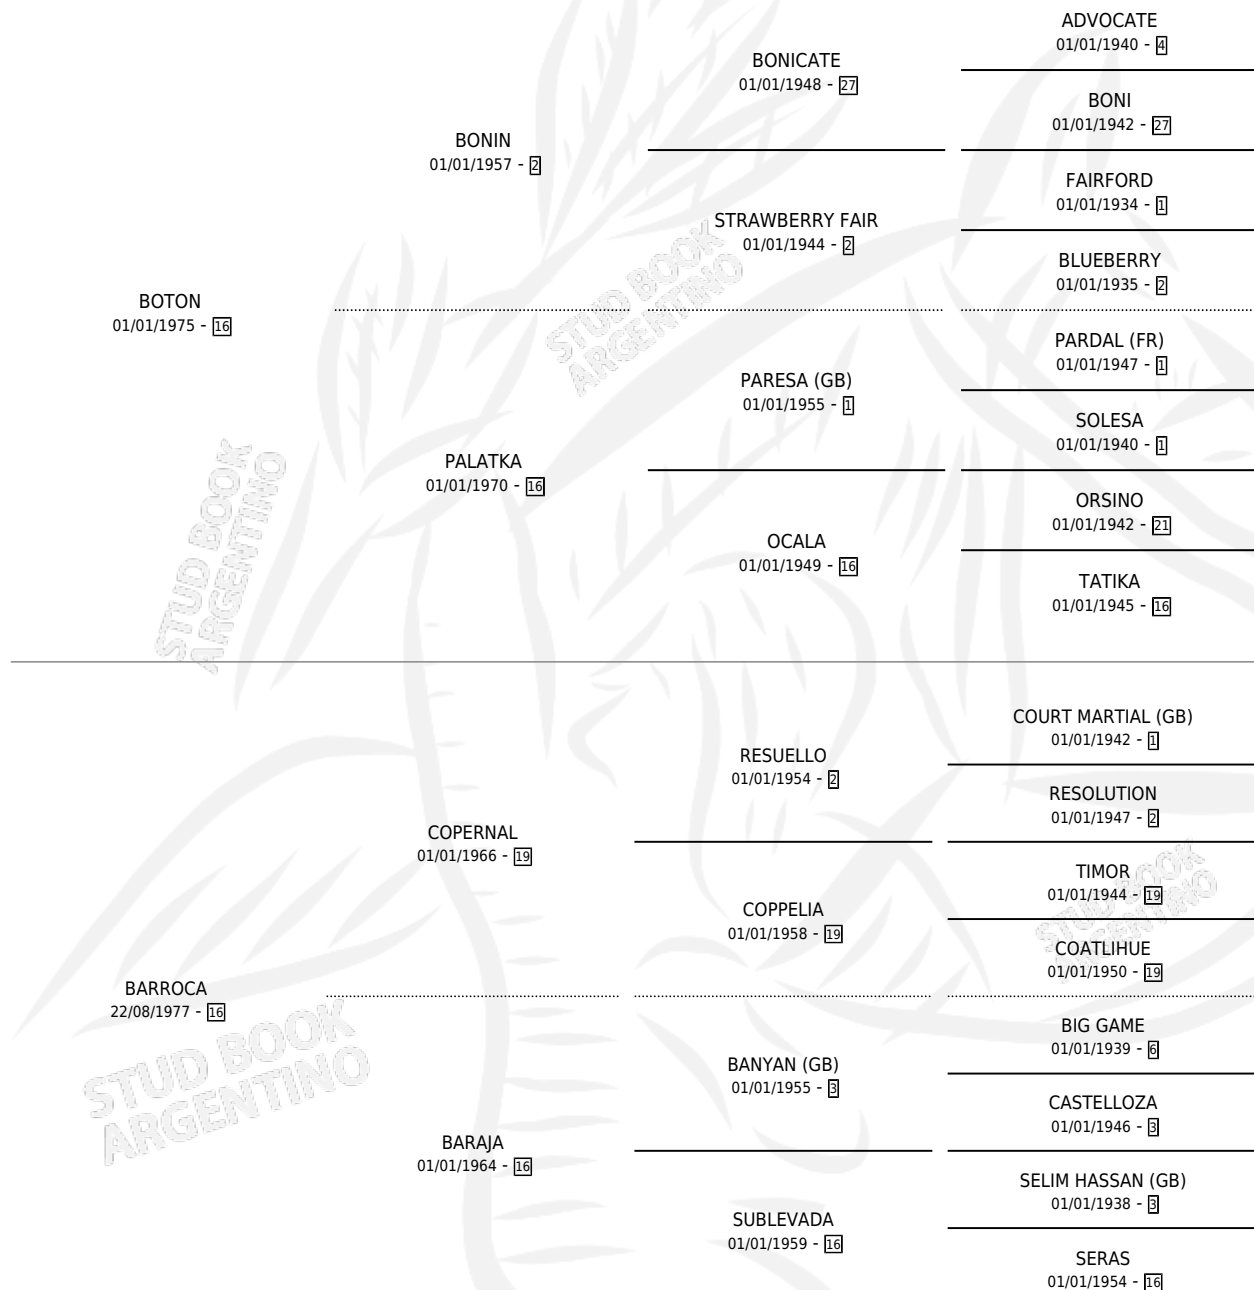 ADVOCATE
01/01/1940 - 4
BONICATE
01/01/1948 - 27
BONI
01/01/1942 - 27
BONIN
01/01/1957 - 2
FAIRFORD
01/01/1934 - 1
STRAWBERRY FAIR
01/01/1944 - 2
BLUEBERRY
01/01/1935 - 2
BOTON
01/01/1975 - 16
PARDAL (FR)
01/01/1947 - 1
PARESA (GB)
01/01/1955 - 1
SOLESA
01/01/1940 - 1
PALATKA
01/01/1970 - 16
ORSINO
01/01/1942 - 21
OCALA
01/01/1949 - 16
TATIKA
01/01/1945 - 16
STUD BOOK
ARGENTINO
STUD BOOK
ARGENTINO
COURT MARTIAL (GB)
01/01/1942 - 1
RESUELLO
01/01/1954 - 2
RESOLUTION
01/01/1947 - 2
COPERNAL
01/01/1966 - 19
TIMOR
01/01/1944 - 19
COPPELIA
01/01/1958 - 19
COATLIHUE
01/01/1950 - 19
STUD BOOK
ARGENTINO
BARROCA
22/08/1977 - 16
BIG GAME
01/01/1939 - 6
BANYAN (GB)
01/01/1955 - 3
CASTELLOZA
01/01/1946 - 3
BARAJA
01/01/1964 - 16
SELIM HASSAN (GB)
01/01/1938 - 3
SUBLEVADA
01/01/1959 - 16
SERAS
01/01/1954 - 16
STUD BOOK
ARGENTINO